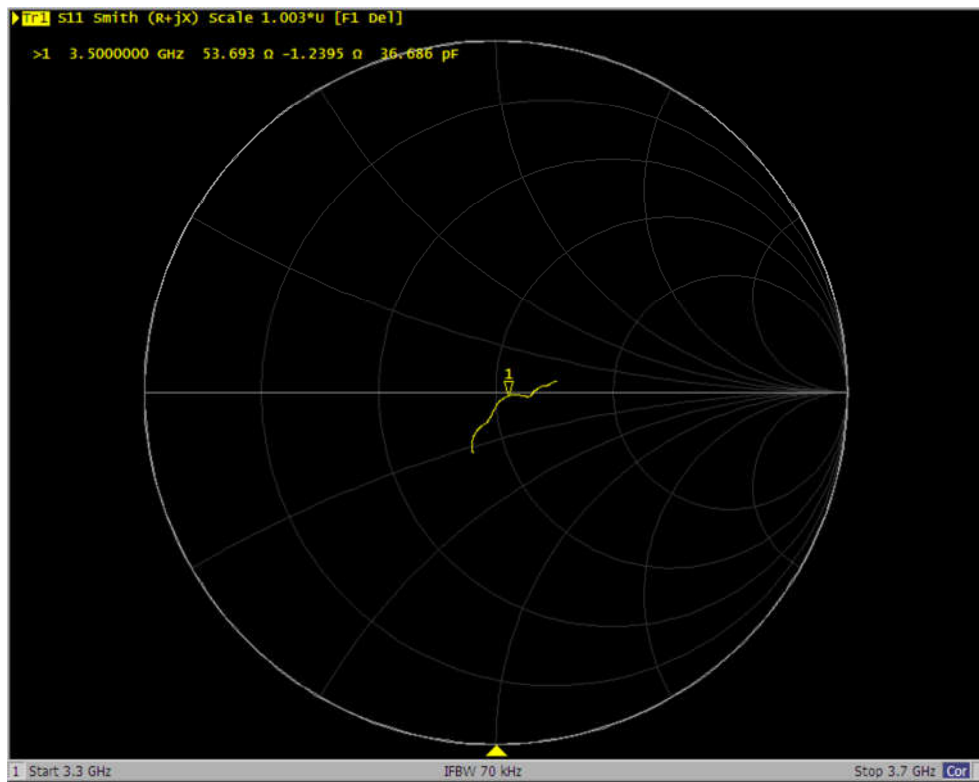 Tr1 S11 Smith (R+jX) Scale 1.003*U [F1 Del]
>1 3.5000000 GHz 53.693 Ω -1.2395 Ω 36.686 pF
1
1 Start 3.3 GHz IFBW 70 kHz Stop 3.7 GHz Cor